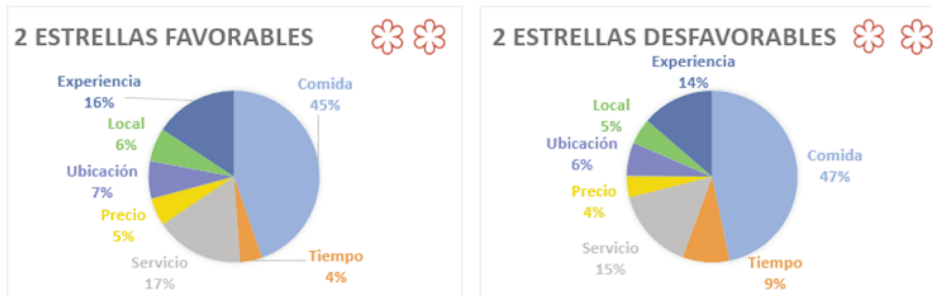 2 ESTRELLAS FAVORABLES
Experiencia
16%
Comida
45%
Local
6%
Ubicación
7%
Precio
5%
Servicio
17%
Tiempo
4%
2 ESTRELLAS DESFAVORABLES
Experiencia
14%
Local
5%
Ubicación
6%
Comida
47%
Precio
4%
Servicio
15%
Tiempo
9%